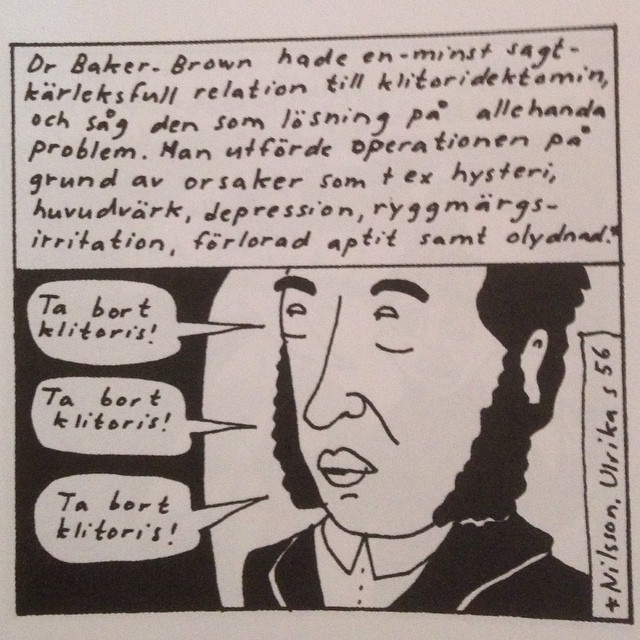 Dr Baker-Brown hade en-minst sagt-
kärleksfull relation till klitoridektomin,
och såg den som lösning på allehanda
problem. Han utförde operationen på
grund av orsaker som t ex hysteri,
huvudvärk, depression, ryggmärgs-
irritation, förlorad aptit samt olydnad.*
Ta bort
klitoris!
Ta bort
klitoris!
Ta bort
klitoris!
*Nilsson, Ulrika s 56